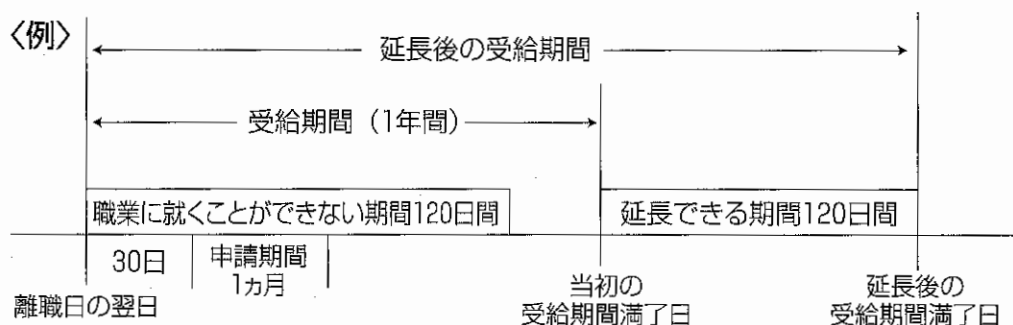 〈例〉
延長後の受給期間
受給期間（1年間）
職業に就くことができない期間120日間
延長できる期間120日間
30日
申請期間
1ヵ月
離職日の翌日
当初の
受給期間満了日
延長後の
受給期間満了日